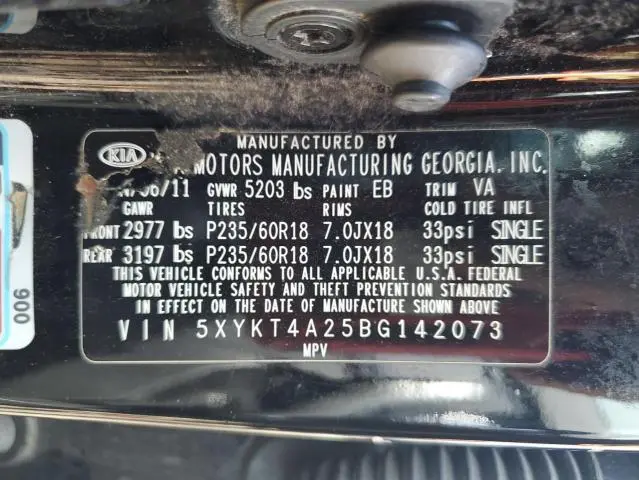 MANUFACTURED BY
KIA MOTORS MANUFACTURING GEORGIA, INC.
/11 GVWR 5203 lbs PAINT EB TRIM VA
GAWR TIRES RIMS COLD TIRE INFL
FRONT 2977 lbs P235/60R18 7.0JX18 33psi SINGLE
REAR 3197 lbs P235/60R18 7.0JX18 33psi SINGLE
THIS VEHICLE CONFORMS TO ALL APPLICABLE U.S.A. FEDERAL
MOTOR VEHICLE SAFETY AND THEFT PREVENTION STANDARDS
IN EFFECT ON THE DATE OF MANUFACTURE SHOWN ABOVE
VIN 5XYKT4A25BG142073
MPV
006